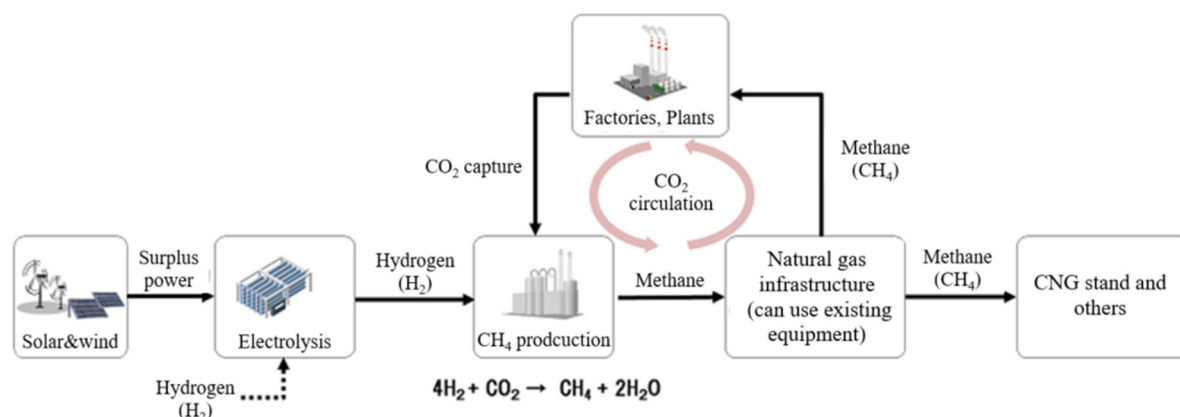 Factories, Plants
CO₂ capture
CO₂
circulation
Methane
(CH₄)
Surplus
power
Hydrogen
(H₂)
Methane
Natural gas
infrastructure
(can use existing
equipment)
Methane
(CH₄)
CNG stand and
others
Solar&wind
Electrolysis
CH₄ prodcuction
Hydrogen
(H₂)
4H₂ + CO₂ → CH₄ + 2H₂O